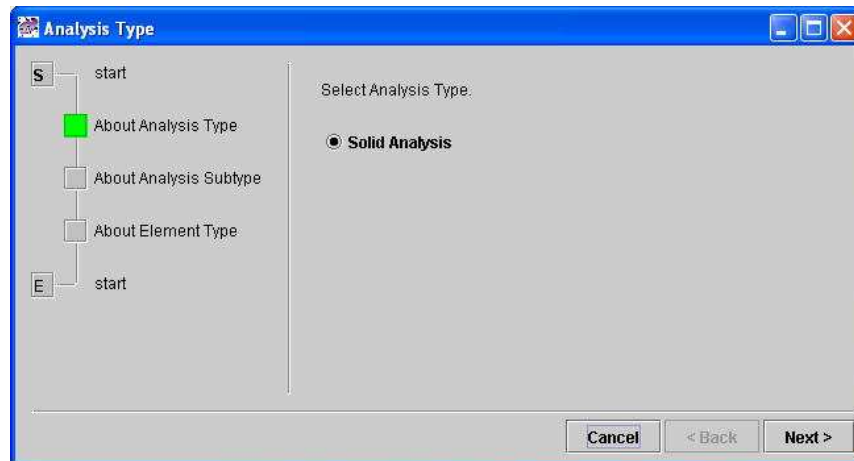 Analysis Type
S start
About Analysis Type
About Analysis Subtype
About Element Type
E start
Select Analysis Type.
Solid Analysis
Cancel < Back Next >